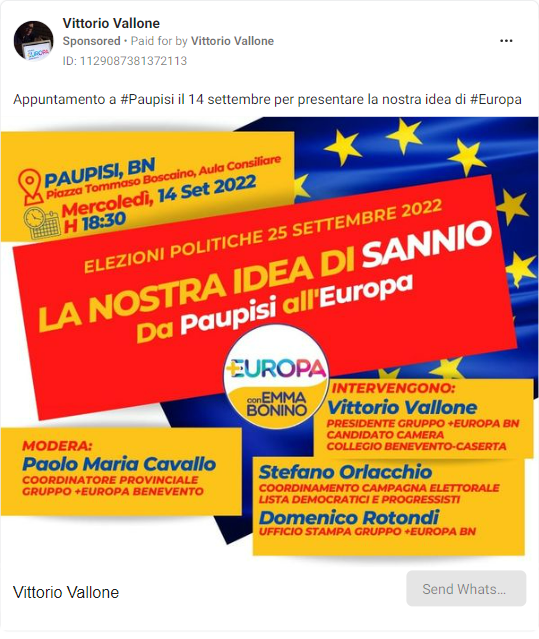 Vittorio Vallone
Sponsored • Paid for by Vittorio Vallone
ID: 1129087381372113
Appuntamento a #Paupisi il 14 settembre per presentare la nostra idea di #Europa
PAUPISI, BN
Piazza Tommaso Boscaino, Aula Consiliare
Mercoledì, 14 Set 2022
H 18:30
ELEZIONI POLITICHE 25 SETTEMBRE 2022
LA NOSTRA IDEA DI SANNIO
Da Paupisi all'Europa
+EUROPA
con EMMA
BONINO
INTERVENGONO:
Vittorio Vallone
PRESIDENTE GRUPPO +EUROPA BN
CANDIDATO CAMERA
COLLEGIO BENEVENTO-CASERTA
MODERA:
Paolo Maria Cavallo
COORDINATORE PROVINCIALE
GRUPPO +EUROPA BENEVENTO
Stefano Orlacchio
COORDINAMENTO CAMPAGNA ELETTORALE
LISTA DEMOCRATICI E PROGRESSISTI
Domenico Rotondi
UFFICIO STAMPA GRUPPO +EUROPA BN
Vittorio Vallone
Send Whats...